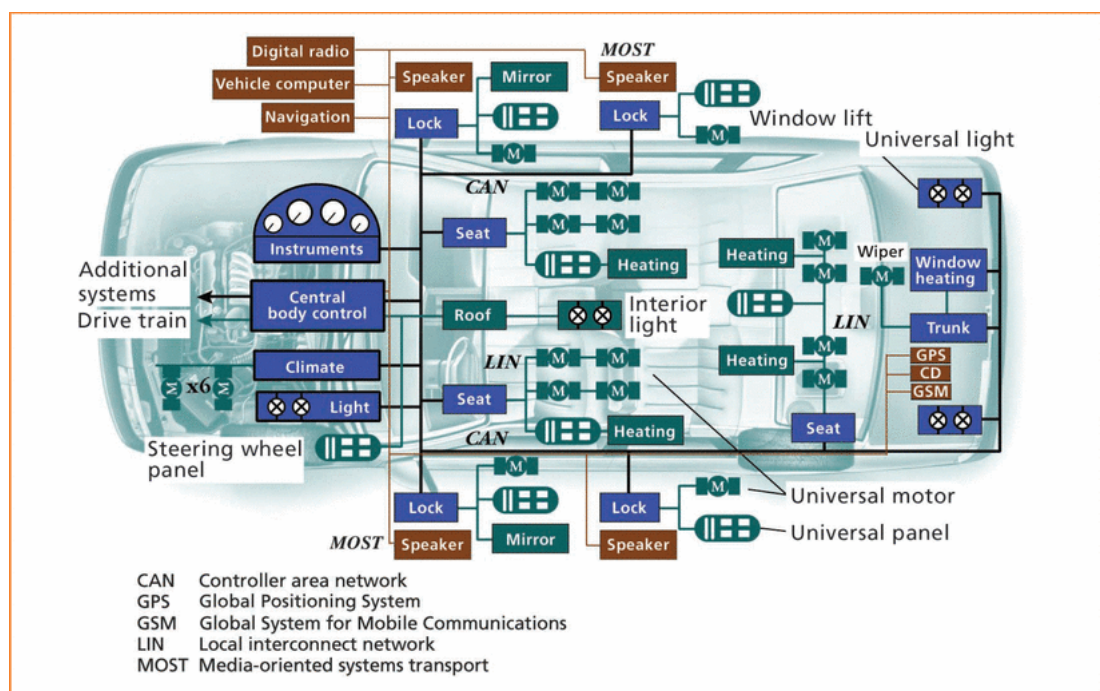 Digital radio
Vehicle computer
Navigation
MOST
Speaker
Mirror
Speaker
Lock
Lock
M
M
Window lift
Universal light
CAN
M
M
Seat
M
M
Instruments
Heating
Heating
M
M
Wiper
M
Window
heating
Additional
systems
Drive train
Central
body control
Roof
Interior
light
LIN
Trunk
Climate
LIN
M
M
Heating
M
M
GPS
CD
GSM
M
x6
M
Light
Seat
M
M
CAN
Heating
Seat
Steering wheel
panel
M
M
Lock
Lock
Universal motor
MOST
Speaker
Mirror
Speaker
Universal panel
CAN Controller area network
GPS Global Positioning System
GSM Global System for Mobile Communications
LIN Local interconnect network
MOST Media-oriented systems transport